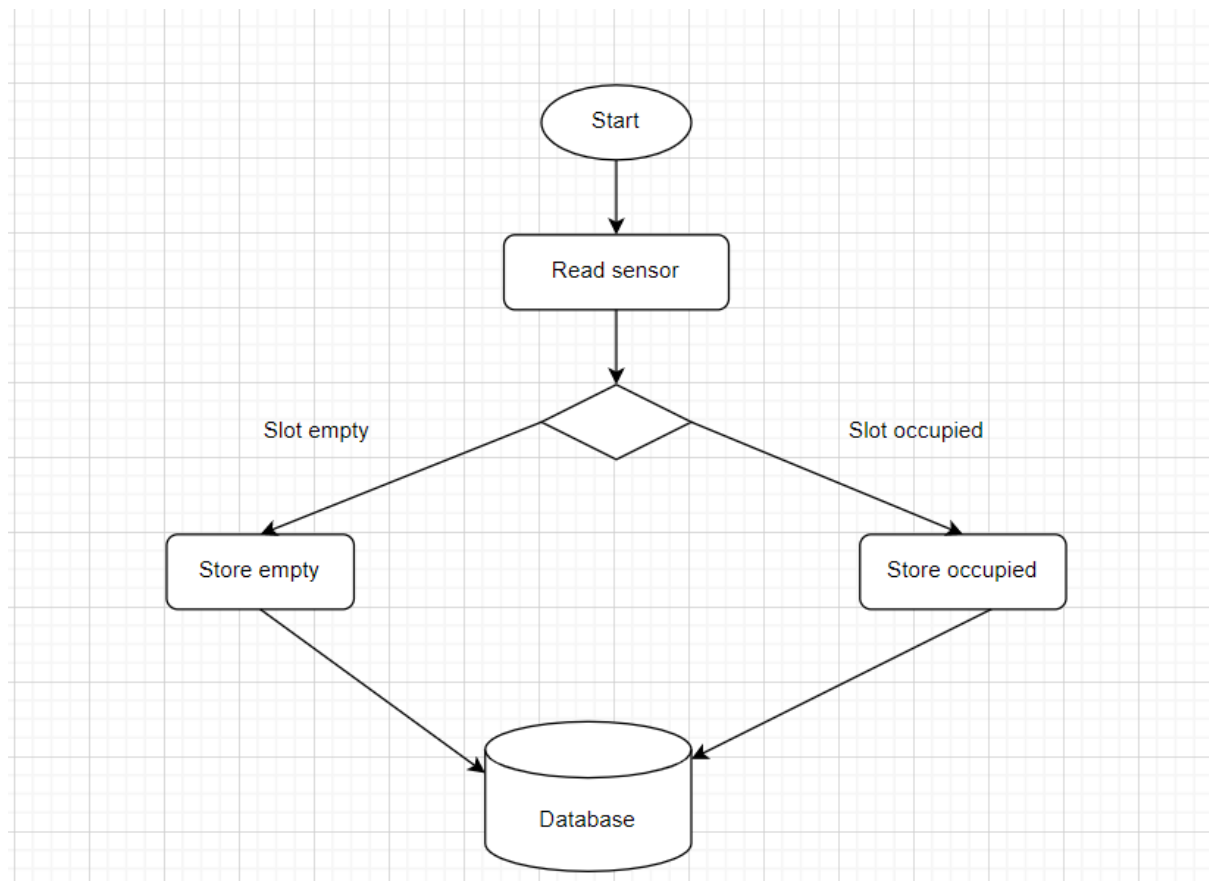 Start
Read sensor
Slot empty
Slot occupied
Store empty
Store occupied
Database